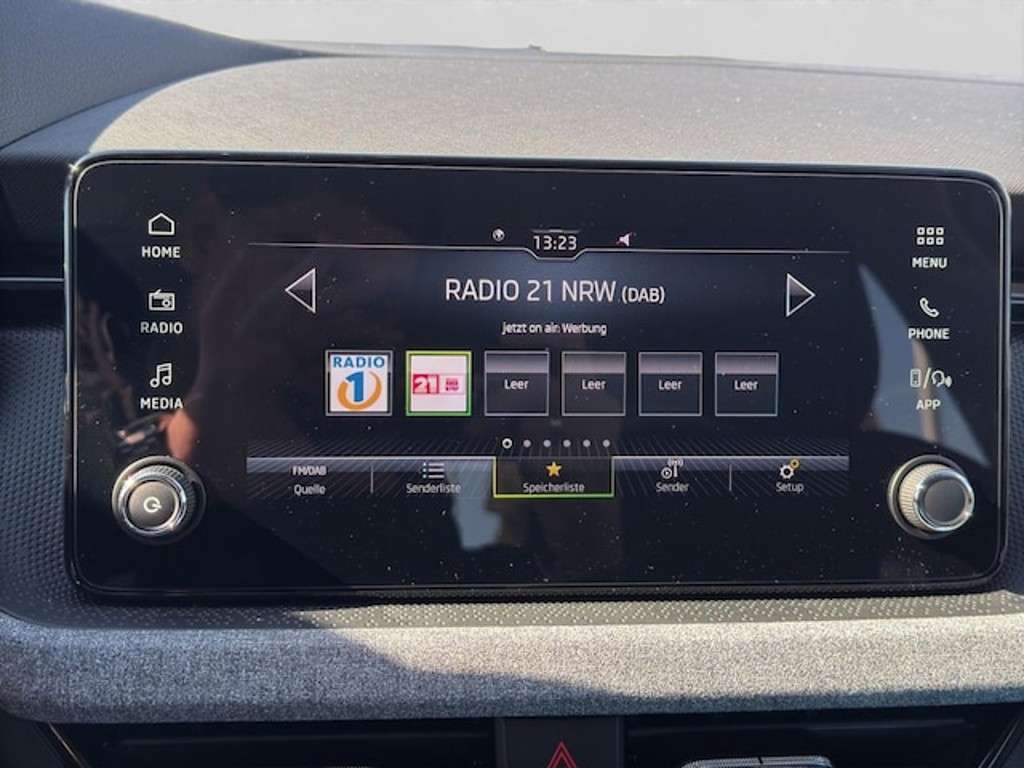 13:23
HOME
MENU
RADIO 21 NRW (DAB)
RADIO
PHONE
Jetzt on air: Werbung
RADIO
1
21
Leer
Leer
Leer
Leer
MEDIA
APP
FM/DAB
Quelle
Senderliste
Speicherliste
Sender
Setup